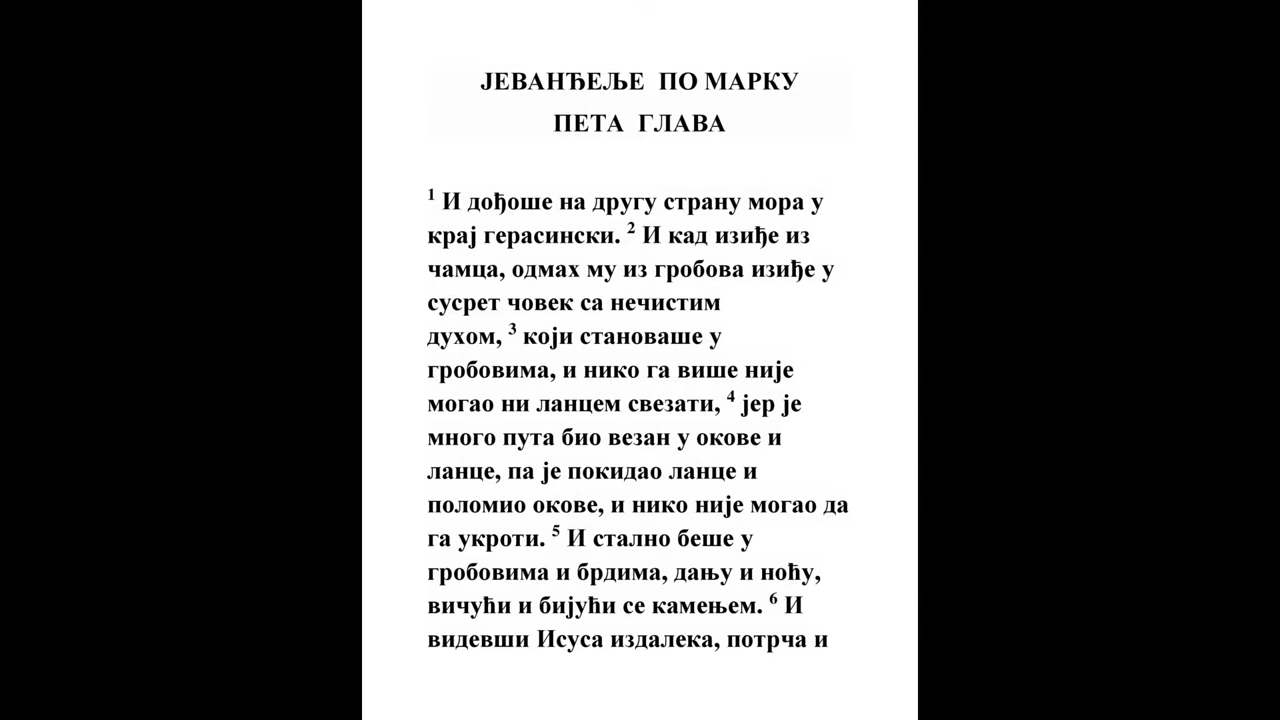 ЈЕВАНЂЕЉЕ ПО МАРКУ
ПЕТА ГЛАВА
1 И дођоше на другу страну мора у
крај герасински. 2 И кад изиђе из
чамца, одмах му из гробова изиђе у
сусрет човек са нечистим
духом, 3 који становаше у
гробовима, и нико га више није
могао ни ланцем свезати, 4 јер је
много пута био везан у окове и
ланце, па је покидао ланце и
поломио окове, и нико није могао да
га укроти. 5 И стално беше у
гробовима и брдима, дању и ноћу,
вичући и бијући се камењем. 6 И
видевши Исуса издалека, потрча и